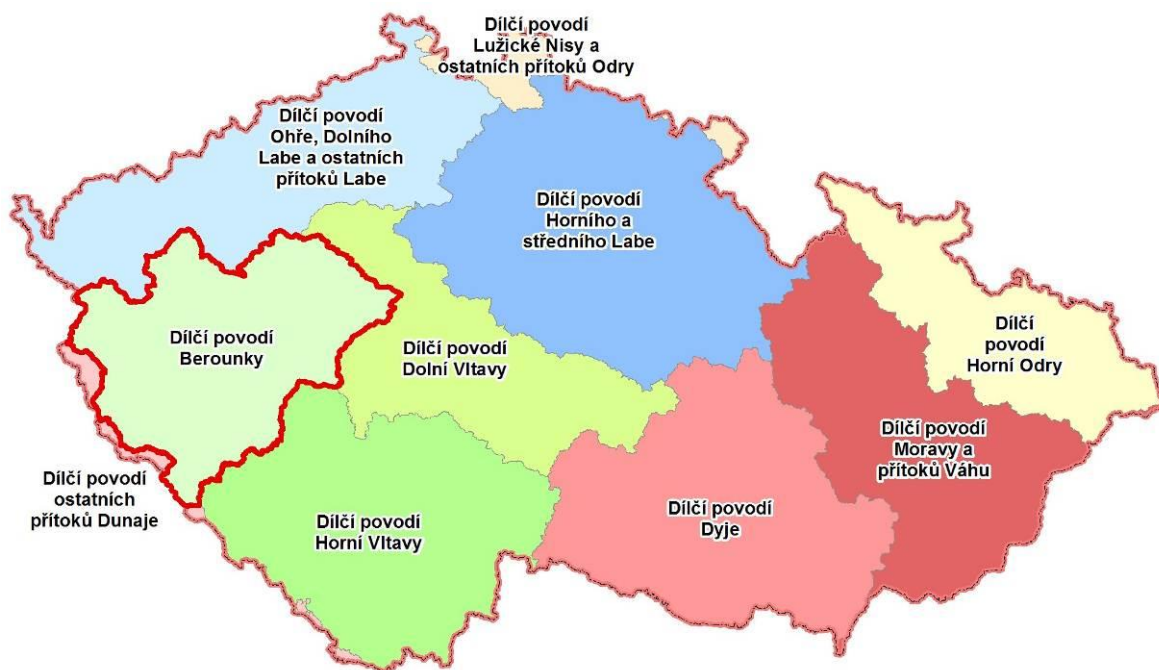 Dílčí povodí
Lužické Nisy a
ostatních přítoků Odry
Dílčí povodí
Ohře, Dolního
Labe a ostatních
přítoků Labe
Dílčí povodí
Horního a
středního Labe
Dílčí povodí
Berounky
Dílčí povodí
Dolní Vltavy
Dílčí
povodí
Horní Odry
Dílčí povodí
Moravy a
přítoků Váhu
Dílčí povodí
ostatních
přítoků Dunaje
Dílčí povodí
Horní Vltavy
Dílčí povodí
Dyje